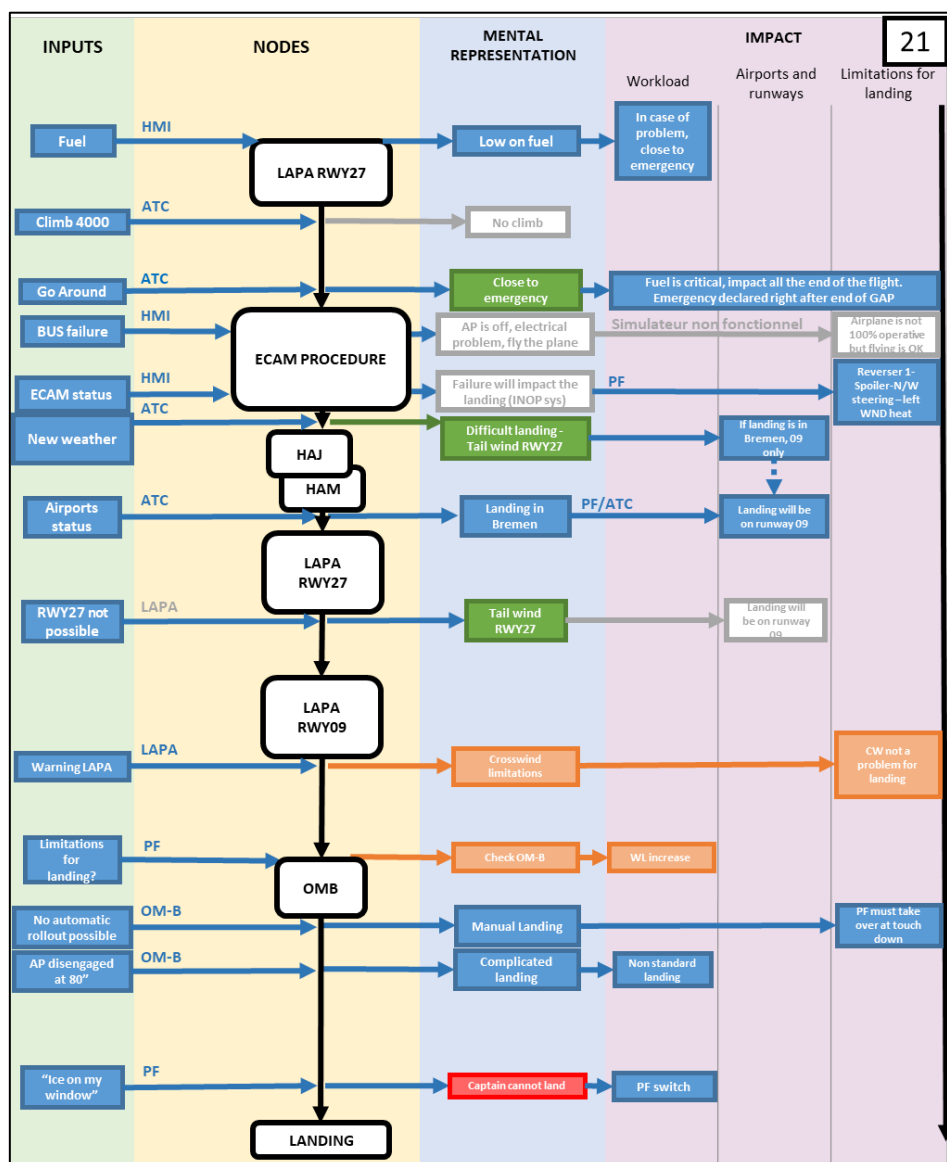 INPUTS
NODES
MENTAL
REPRESENTATION
IMPACT
21
Workload
Airports and
runways
Limitations for
landing
Fuel
HMI
LAPA RWY27
Low on fuel
In case of
problem,
close to
emergency
Climb 4000
ATC
No climb
Go Around
ATC
Close to
emergency
Fuel is critical, impact all the end of the flight.
Emergency declared right after end of GAP
BUS failure
HMI
ECAM PROCEDURE
AP is off, electrical
problem, fly the plane
Simulateur non fonctionnel
Airplane is not
100% operative
but flying is OK
ECAM status
HMI
Failure will impact the
landing (INOP sys)
PF
Reverser 1-
Spoiler-N/W
steering – left
WND heat
New weather
ATC
Difficult landing -
Tail wind RWY27
If landing is in
Bremen, 09
only
HAJ
HAM
Airports
status
ATC
Landing in
Bremen
PF/ATC
Landing will be
on runway 09
LAPA
RWY27
RWY27 not
possible
LAPA
Tail wind
RWY27
Landing will
be on runway
09
LAPA
RWY09
Warning LAPA
LAPA
Crosswind
limitations
CW not a
problem for
landing
Limitations
for
landing?
PF
OMB
Check OM-B
WL increase
No automatic
rollout possible
OM-B
Manual Landing
PF must take
over at touch
down
AP disengaged
at 80”
OM-B
Complicated
landing
Non standard
landing
“Ice on my
window”
PF
Captain cannot land
PF switch
LANDING